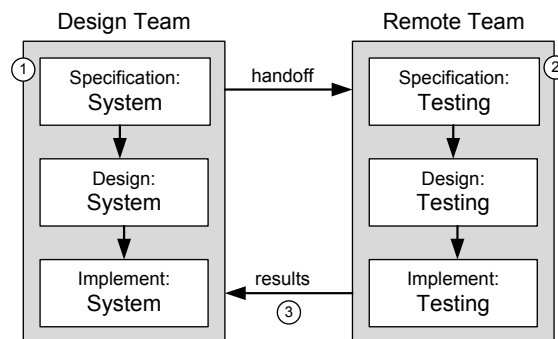 Design Team
Remote Team
1
Specification:
System
handoff
Specification:
Testing
2
Design:
System
Design:
Testing
Implement:
System
results
3
Implement:
Testing